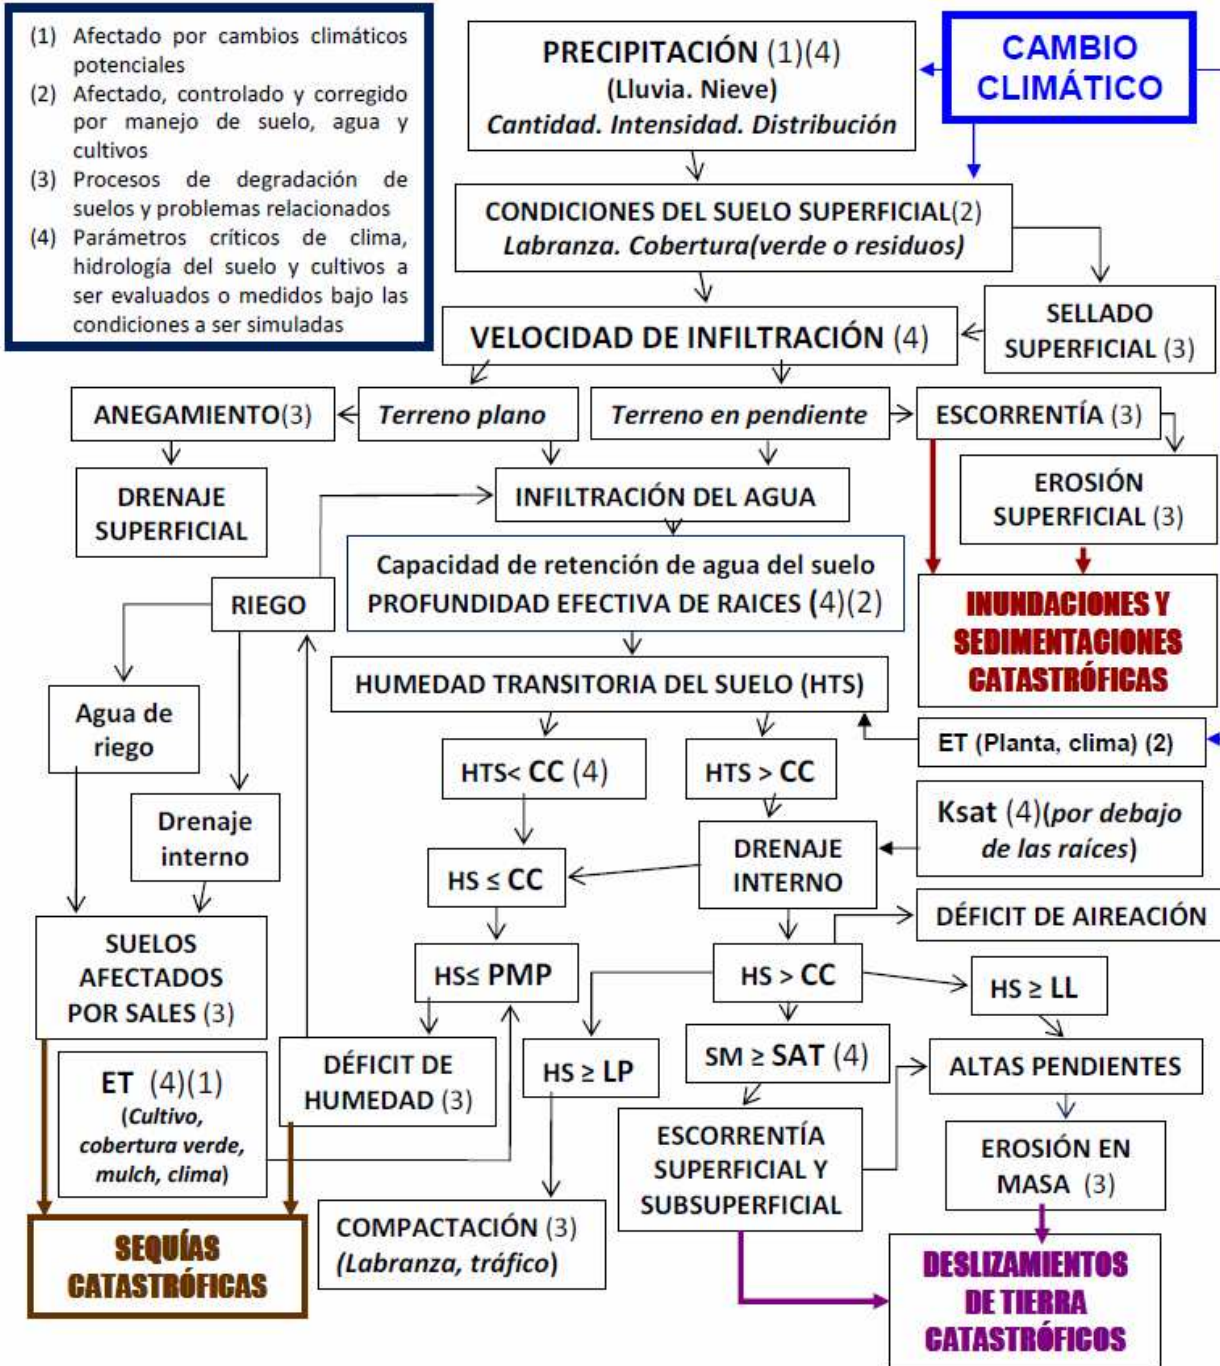 (1) Afectado por cambios climáticos
potenciales
(2) Afectado, controlado y corregido
por manejo de suelo, agua y
cultivos
(3) Procesos de degradación de
suelos y problemas relacionados
(4) Parámetros críticos de clima,
hidrología del suelo y cultivos a
ser evaluados o medidos bajo las
condiciones a ser simuladas
PRECIPITACIÓN (1)(4)
(Lluvia. Nieve)
Cantidad. Intensidad. Distribución
CAMBIO
CLIMÁTICO
CONDICIONES DEL SUELO SUPERFICIAL(2)
Labranza. Cobertura(verde o residuos)
SELLADO
SUPERFICIAL (3)
VELOCIDAD DE INFILTRACIÓN (4)
ANEGAMIENTO(3)
Terreno plano
Terreno en pendiente
ESCORRENTÍA (3)
DRENAJE
SUPERFICIAL
INFILTRACIÓN DEL AGUA
EROSIÓN
SUPERFICIAL (3)
Capacidad de retención de agua del suelo
PROFUNDIDAD EFECTIVA DE RAICES (4)(2)
RIEGO
INUNDACIONES Y
SEDIMENTACIONES
CATASTRÓFICAS
HUMEDAD TRANSITORIA DEL SUELO (HTS)
Agua de
riego
ET (Planta, clima) (2)
HTS< CC (4)
HTS > CC
Ksat (4)(por debajo
de las raíces)
Drenaje
interno
DRENAJE
INTERNO
HS ≤ CC
DÉFICIT DE AIREACIÓN
SUELOS
AFECTADOS
POR SALES (3)
HS≤ PMP
HS > CC
HS ≥ LL
ET (4)(1)
(Cultivo,
cobertura verde,
mulch, clima)
DÉFICIT DE
HUMEDAD (3)
HS ≥ LP
SM ≥ SAT (4)
ALTAS PENDIENTES
ESCORRENTÍA
SUPERFICIAL Y
SUBSUPERFICIAL
EROSIÓN EN
MASA (3)
SEQUÍAS
CATASTRÓFICAS
COMPACTACIÓN (3)
(Labranza, tráfico)
DESLIZAMIENTOS
DE TIERRA
CATASTRÓFICOS